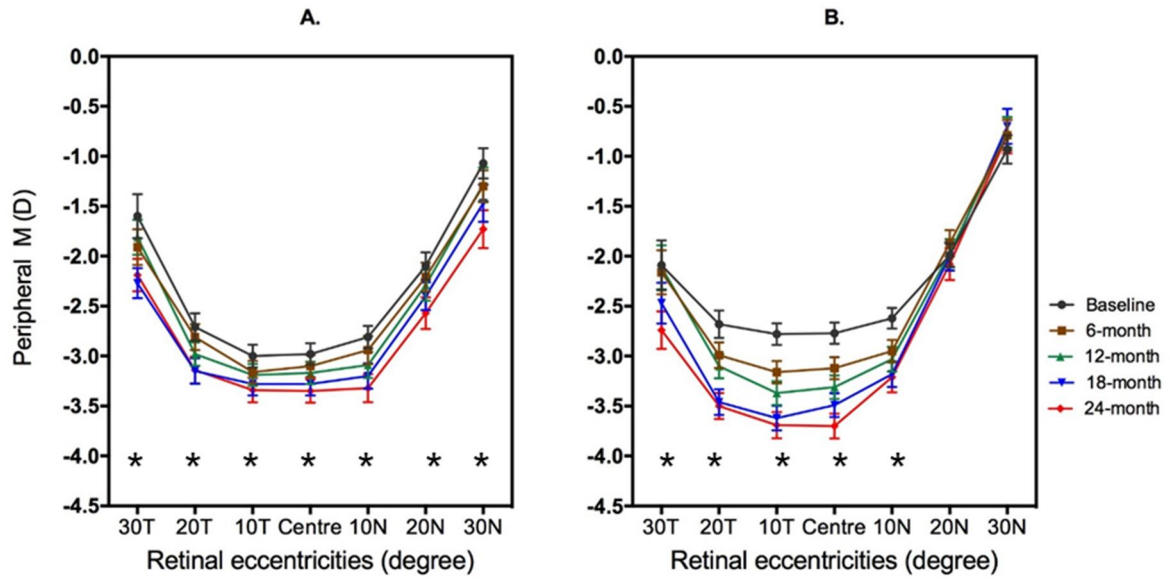 A.
B.
Peripheral M (D)
0.0
-0.5
-1.0
-1.5
-2.0
-2.5
-3.0
-3.5
-4.0
-4.5
* * * * * * *
30T 20T 10T Centre 10N 20N 30N
Retinal eccentricities (degree)
0.0
-0.5
-1.0
-1.5
-2.0
-2.5
-3.0
-3.5
-4.0
-4.5
* * * * *
30T 20T 10T Centre 10N 20N 30N
Retinal eccentricities (degree)
Baseline
6-month
12-month
18-month
24-month